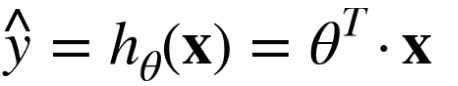 ŷ = h_θ(𝐱) = θ^T · 𝐱